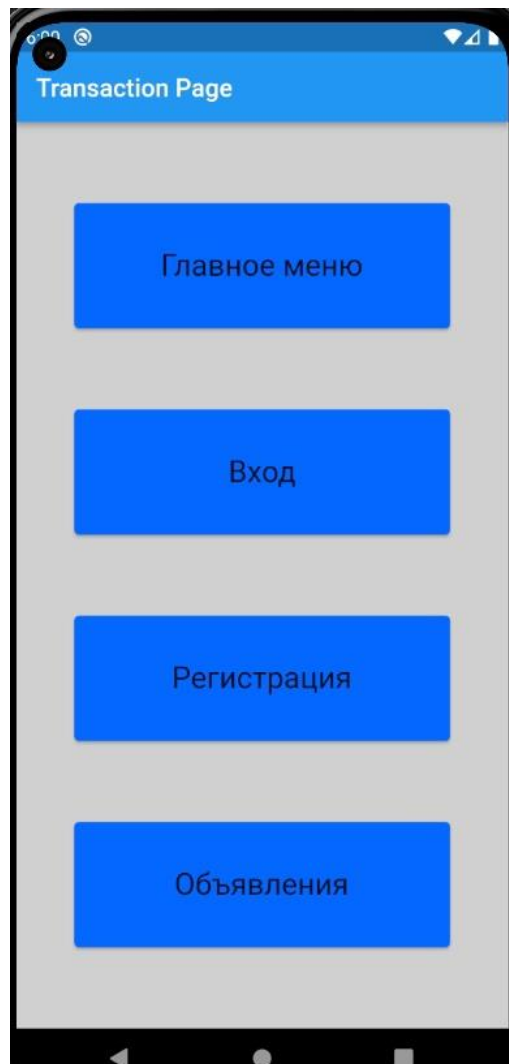 Transaction Page
Главное меню
Вход
Регистрация
Объявления